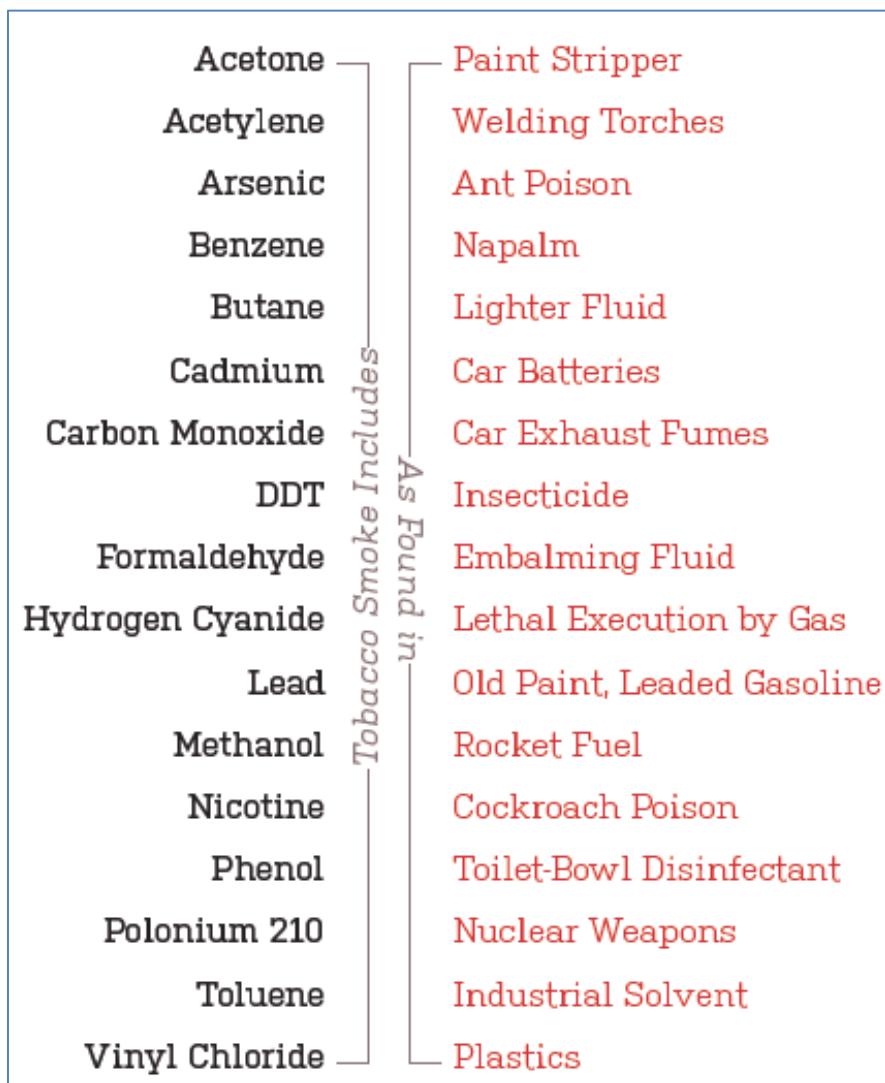 Acetone Paint Stripper
Acetylene Welding Torches
Arsenic Ant Poison
Benzene Napalm
Butane Lighter Fluid
Cadmium Car Batteries
Carbon Monoxide Car Exhaust Fumes
DDT Insecticide
Formaldehyde Embalming Fluid
Hydrogen Cyanide Lethal Execution by Gas
Lead Old Paint, Leaded Gasoline
Methanol Rocket Fuel
Nicotine Cockroach Poison
Phenol Toilet-Bowl Disinfectant
Polonium 210 Nuclear Weapons
Toluene Industrial Solvent
Vinyl Chloride Plastics
Tobacco Smoke Includes
As Found in